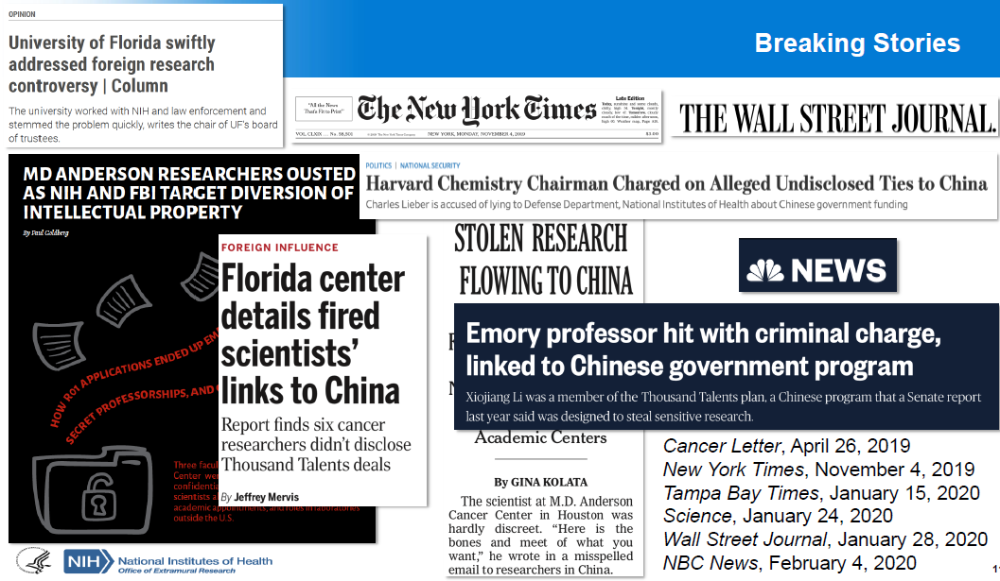 OPINION
University of Florida swiftly
addressed foreign research
controversy | Column
The university worked with NIH and law enforcement and
stemmed the problem quickly, writes the chair of UF's board
of trustees.
Breaking Stories
"All the News
That's Fit to Print"
The New York Times
Late Edition
VOL. CLXIX . . . No. 58,501
NEW YORK, MONDAY, NOVEMBER 4, 2019
$3.00
THE WALL STREET JOURNAL.
MD ANDERSON RESEARCHERS OUSTED
AS NIH AND FBI TARGET DIVERSION OF
INTELLECTUAL PROPERTY
By Paul Goldberg
POLITICS | NATIONAL SECURITY
Harvard Chemistry Chairman Charged on Alleged Undisclosed Ties to China
Charles Lieber is accused of lying to Defense Department, National Institutes of Health about Chinese government funding
HOW R01 APPLICATIONS ENDED UP
SECRET PROFESSORSHIPS, AND
Three
Center
scientists
academic appointments, and roles in laboratories
outside the U.S.
FOREIGN INFLUENCE
Florida center
details fired
scientists'
links to China
Report finds six cancer
researchers didn't disclose
Thousand Talents deals
By Jeffrey Mervis
STOLEN RESEARCH
FLOWING TO CHINA
Academic Centers
By GINA KOLATA
The scientist at M.D. Anderson
Cancer Center in Houston was
hardly discreet. "Here is the
bones and meet of what you
want," he wrote in a misspelled
email to researchers in China.
NEWS
Emory professor hit with criminal charge,
linked to Chinese government program
Xiojiang Li was a member of the Thousand Talents plan, a Chinese program that a Senate report
last year said was designed to steal sensitive research.
Cancer Letter, April 26, 2019
New York Times, November 4, 2019
Tampa Bay Times, January 15, 2020
Science, January 24, 2020
Wall Street Journal, January 28, 2020
NBC News, February 4, 2020
NIH
National Institutes of Health
Office of Extramural Research